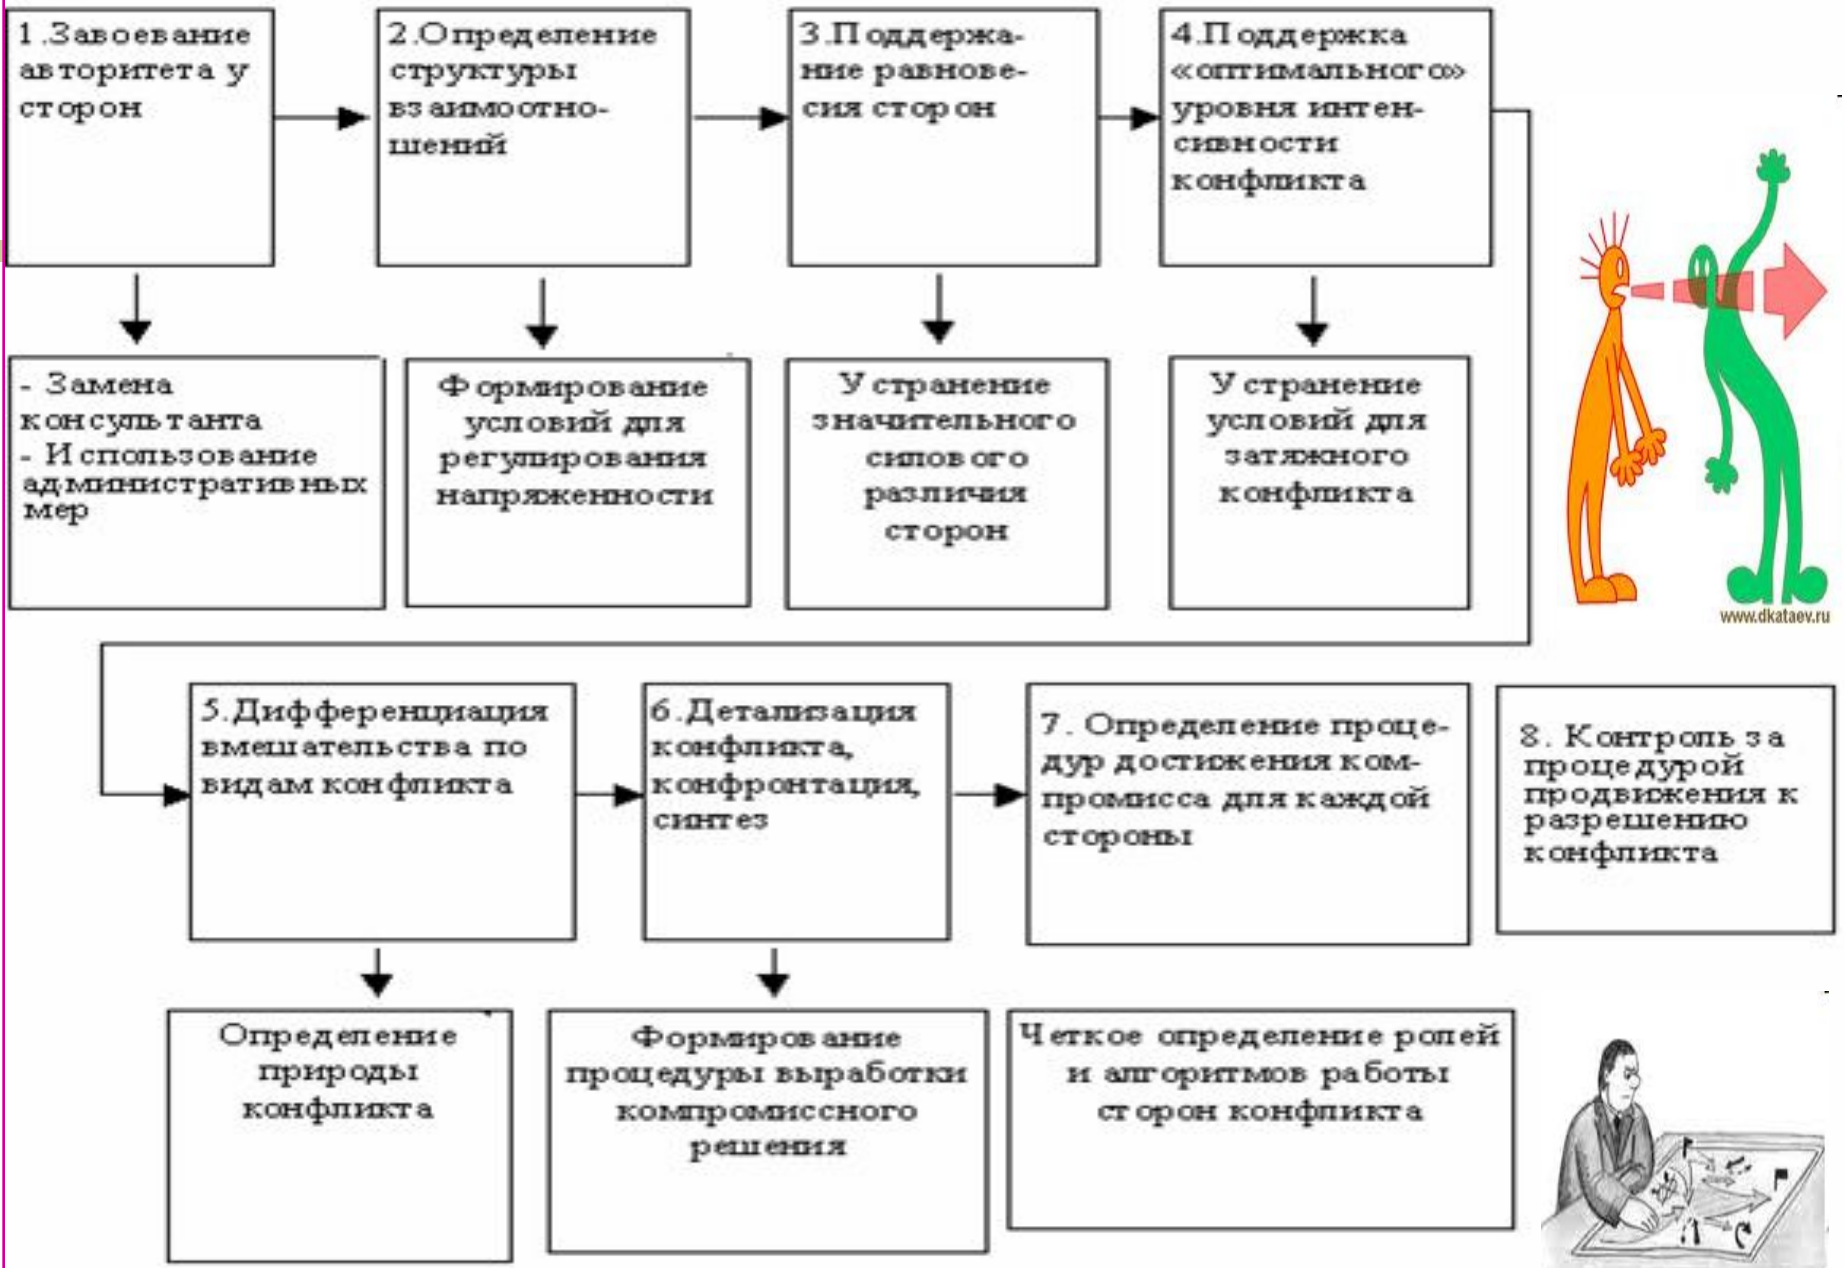 1.Завоевание
авторитета у
сторон
2.Определение
структуры
взаимоотно-
шений
3.Поддержа-
ние равнове-
сия сторон
4.Поддержка
«оптимального»
уровня интен-
сивности
конфликта
- Замена
консультанта
- Использование
административных
мер
Формирование
условий для
регулирования
напряженности
Устранение
значительного
силового
различия
сторон
Устранение
условий для
затяжного
конфликта
www.dkataev.ru
5.Дифференциация
вмешательства по
видам конфликта
6.Детализация
конфликта,
конфронтация,
синтез
7. Определение проце-
дур достижения ком-
промисса для каждой
стороны
8. Контроль за
процедурой
продвижения к
разрешению
конфликта
Определение
природы
конфликта
Формирование
процедуры выработки
компромиссного
решения
Четкое определение ролей
и алгоритмов работы
сторон конфликта